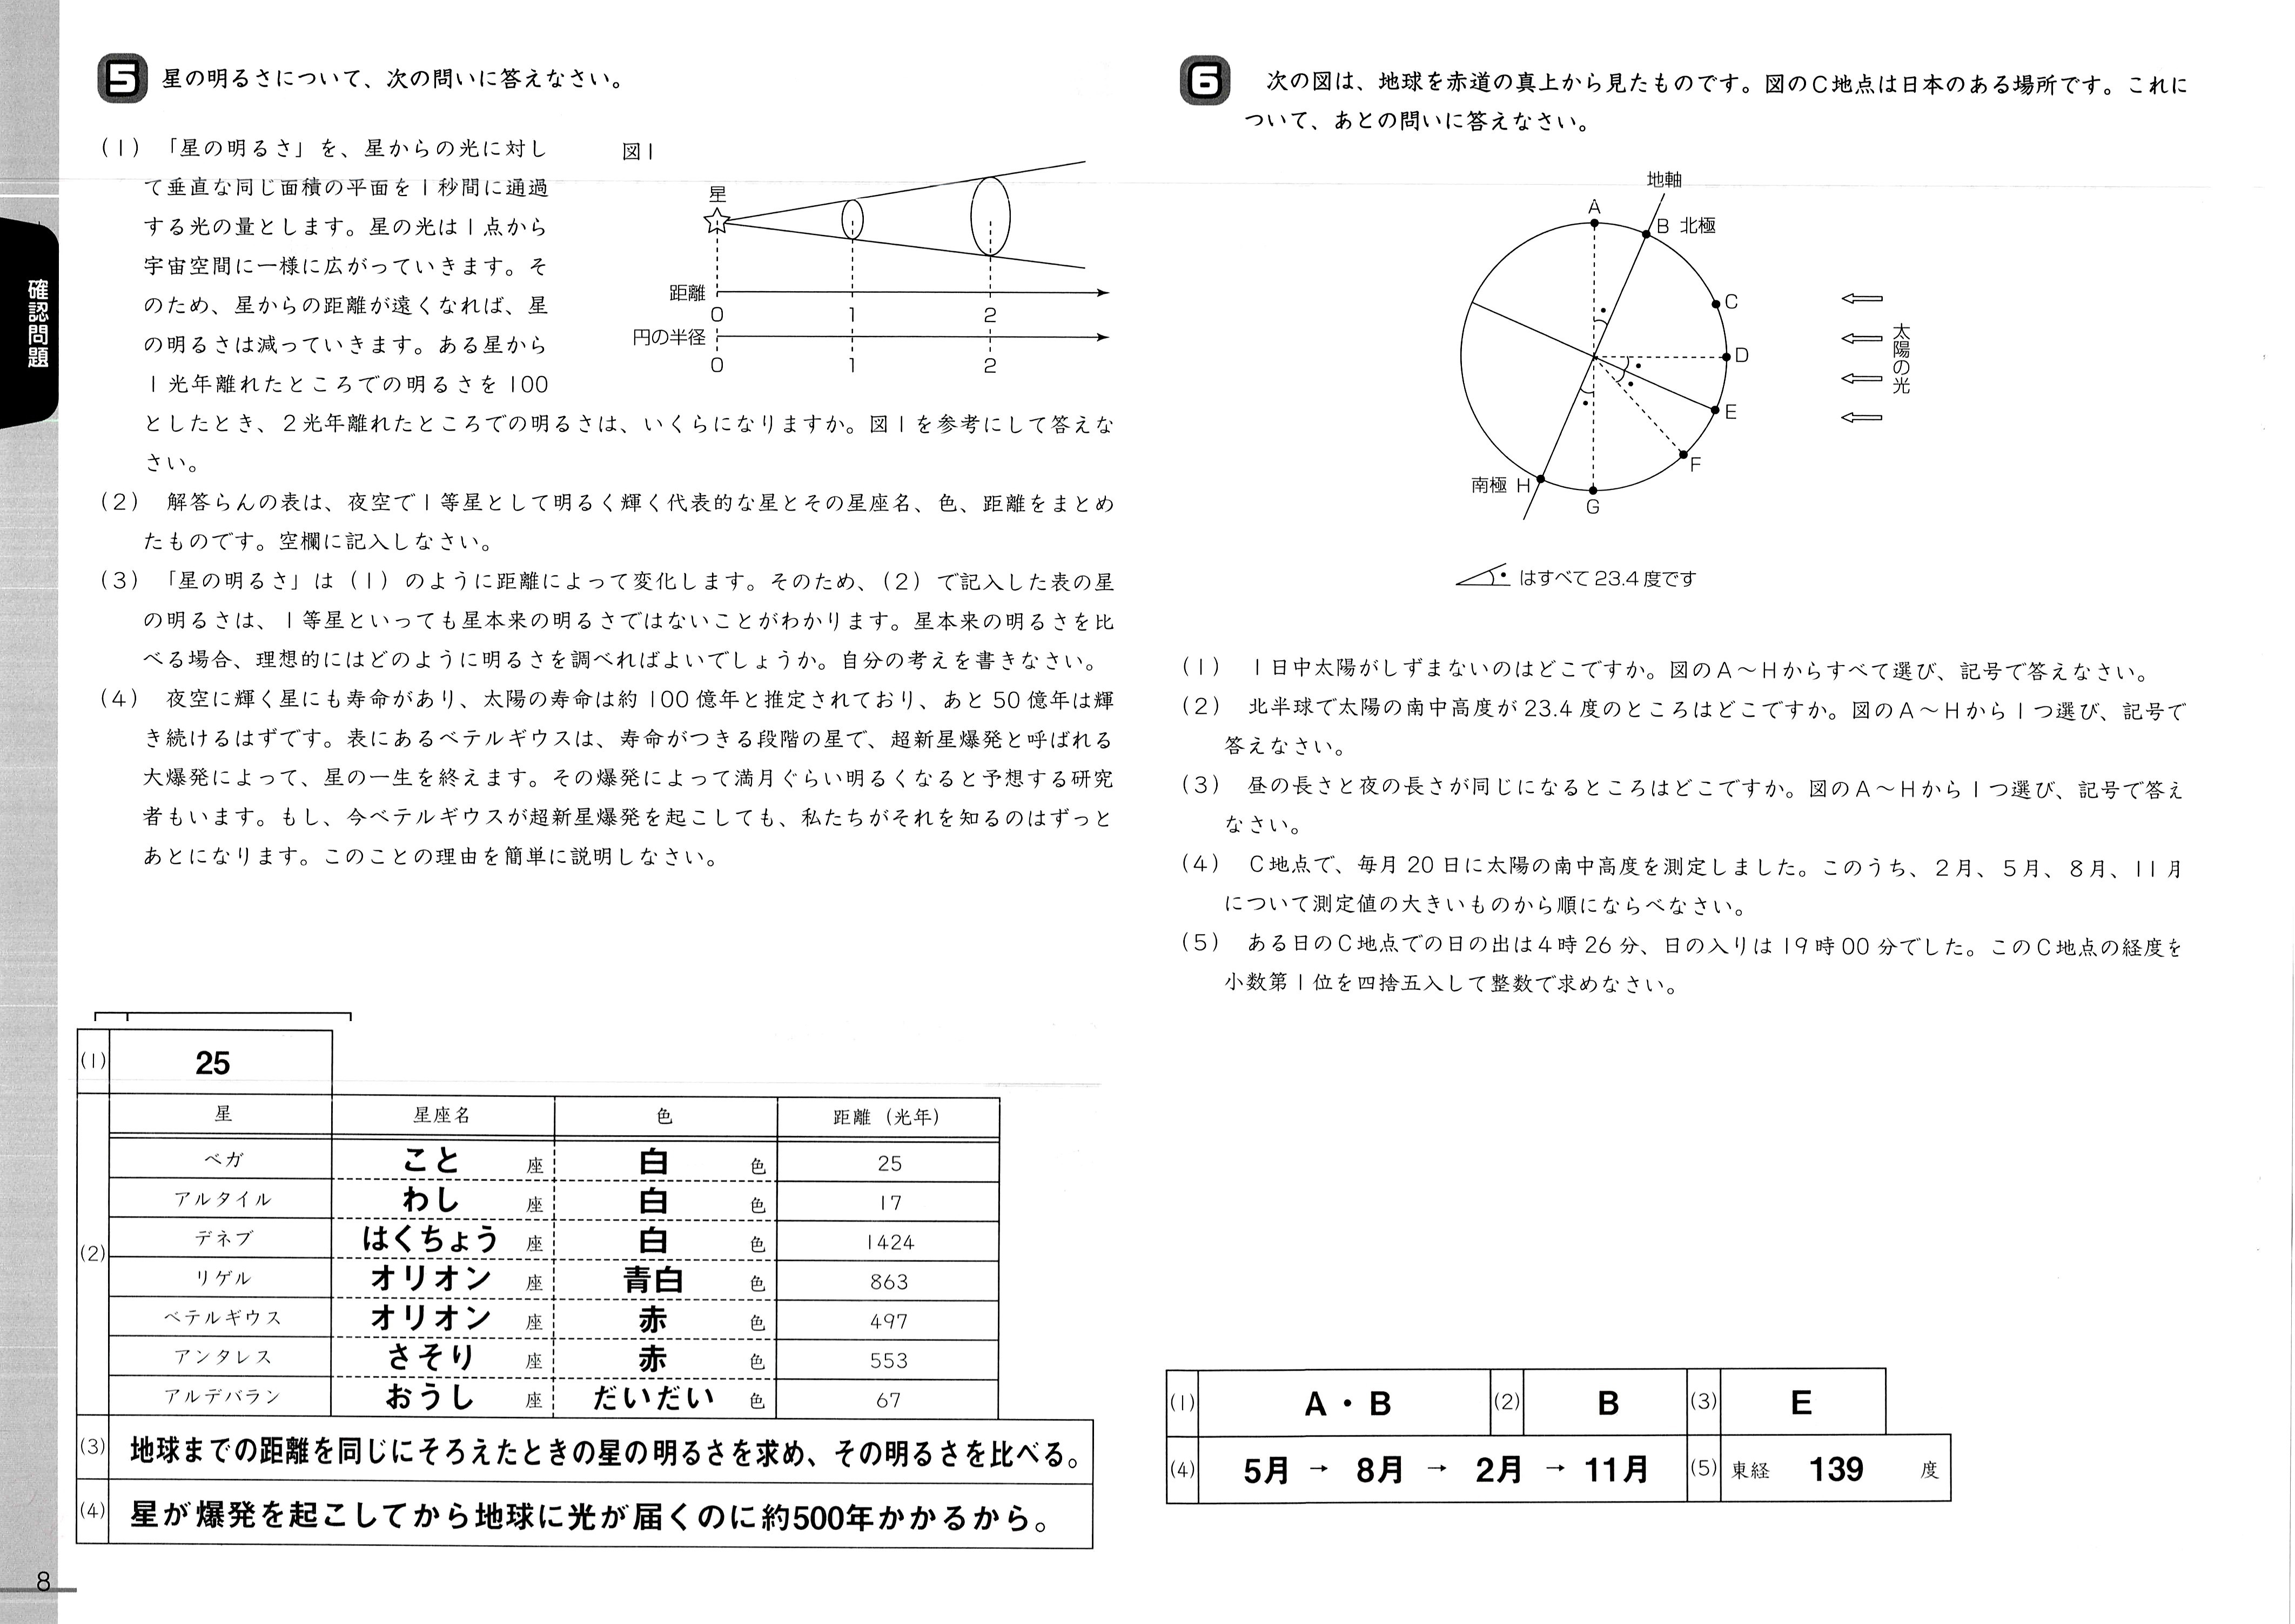 5 星の明るさについて、次の問いに答えなさい。
(1) 「星の明るさ」を、星からの光に対し
て垂直な同じ面積の平面を1秒間に通過
する光の量とします。星の光は1点から
宇宙空間に一様に広がっていきます。そ
のため、星からの距離が遠くなれば、星
の明るさは減っていきます。ある星から
1光年離れたところでの明るさを100
としたとき、2光年離れたところでの明るさは、いくらになりますか。図1を参考にして答えな
さい。
図1
星
距離
0 1 2
円の半径
0 1 2
(2) 解答らんの表は、夜空で1等星として明るく輝く代表的な星とその星座名、色、距離をまとめ
たものです。空欄に記入しなさい。
(3) 「星の明るさ」は(1)のように距離によって変化します。そのため、(2)で記入した表の星
の明るさは、1等星といっても星本来の明るさではないことがわかります。星本来の明るさを比
べる場合、理想的にはどのように明るさを調べればよいでしょうか。自分の考えを書きなさい。
(4) 夜空に輝く星にも寿命があり、太陽の寿命は約100億年と推定されており、あと50億年は輝
き続けるはずです。表にあるベテルギウスは、寿命がつきる段階の星で、超新星爆発と呼ばれる
大爆発によって、星の一生を終えます。その爆発によって満月ぐらい明るくなると予想する研究
者もいます。もし、今ベテルギウスが超新星爆発を起こしても、私たちがそれを知るのはずっと
あとになります。このことの理由を簡単に説明しなさい。
確認問題
(1) 25
(2)
星 星座名 色 距離(光年)
ベガ こと 座 白 色 25
アルタイル わし 座 白 色 17
デネブ はくちょう 座 白 色 1424
リゲル オリオン 座 青白 色 863
ベテルギウス オリオン 座 赤 色 497
アンタレス さそり 座 赤 色 553
アルデバラン おうし 座 だいだい 色 67
(3) 地球までの距離を同じにそろえたときの星の明るさを求め、その明るさを比べる。
(4) 星が爆発を起こしてから地球に光が届くのに約500年かかるから。
8
6 次の図は、地球を赤道の真上から見たものです。図のC地点は日本のある場所です。これに
ついて、あとの問いに答えなさい。
地軸
A
B 北極
C
D
E
F
G
南極 H
太陽の光
はすべて23.4度です
(1) 1日中太陽がしずまないのはどこですか。図のA〜Hからすべて選び、記号で答えなさい。
(2) 北半球で太陽の南中高度が23.4度のところはどこですか。図のA〜Hから1つ選び、記号で
答えなさい。
(3) 昼の長さと夜の長さが同じになるところはどこですか。図のA〜Hから1つ選び、記号で答え
なさい。
(4) C地点で、毎月20日に太陽の南中高度を測定しました。このうち、2月、5月、8月、11月
について測定値の大きいものから順にならべなさい。
(5) ある日のC地点での日の出は4時26分、日の入りは19時00分でした。このC地点の経度を
小数第1位を四捨五入して整数で求めなさい。
(1) A・B (2) B (3) E
(4) 5月 → 8月 → 2月 → 11月 (5) 東経 139 度